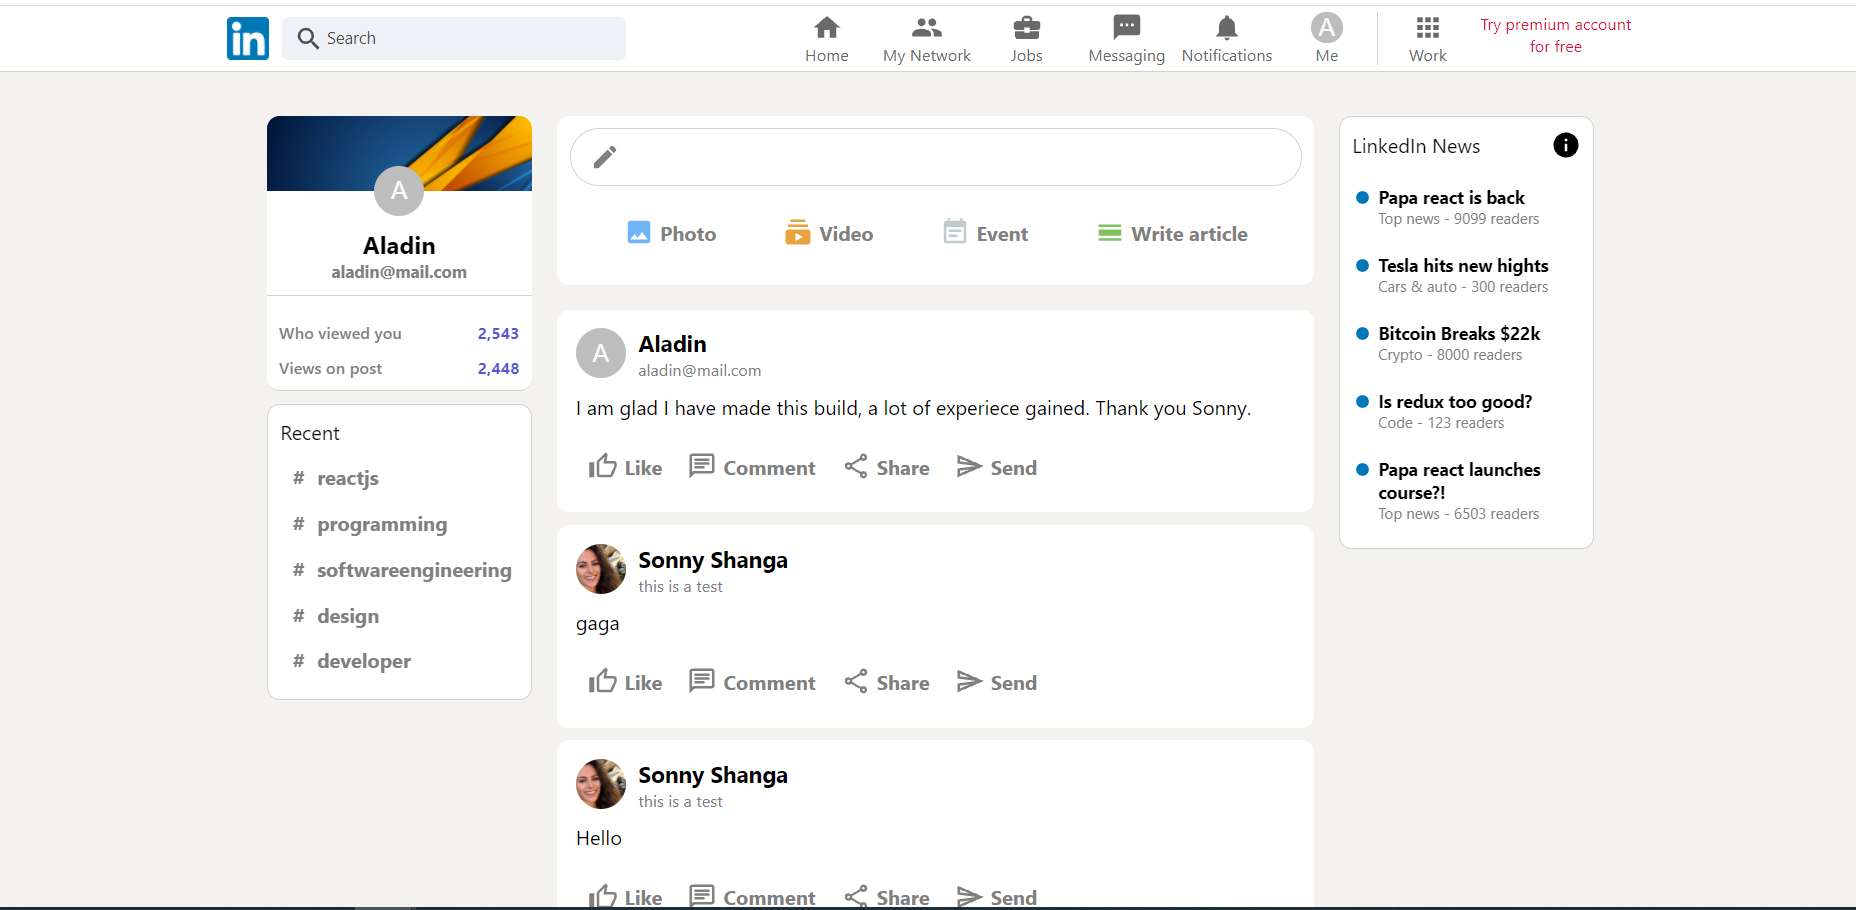 in
Search
Home
My Network
Jobs
Messaging
Notifications
A
Me
Work
Try premium account
for free
A
Aladin
aladin@mail.com
Who viewed you 2,543
Views on post 2,448
Recent
# reactjs
# programming
# softwareengineering
# design
# developer
Photo
Video
Event
Write article
A
Aladin
aladin@mail.com
I am glad I have made this build, a lot of experiece gained. Thank you Sonny.
Like Comment Share Send
Sonny Shanga
this is a test
gaga
Like Comment Share Send
Sonny Shanga
this is a test
Hello
Like Comment Share Send
LinkedIn News
Papa react is back
Top news - 9099 readers
Tesla hits new hights
Cars & auto - 300 readers
Bitcoin Breaks $22k
Crypto - 8000 readers
Is redux too good?
Code - 123 readers
Papa react launches
course?!
Top news - 6503 readers